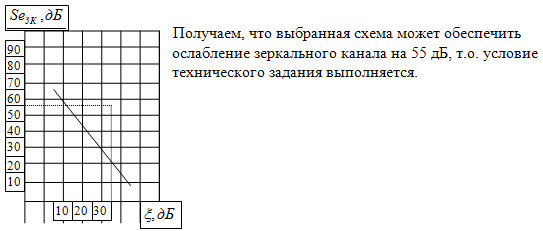 Se₃К, дБ
Получаем, что выбранная схема может обеспечить
ослабление зеркального канала на 55 дБ, т.о. условие
технического задания выполняется.
90
80
70
60
50
40
30
20
10
10 20 30
ξ, дБ